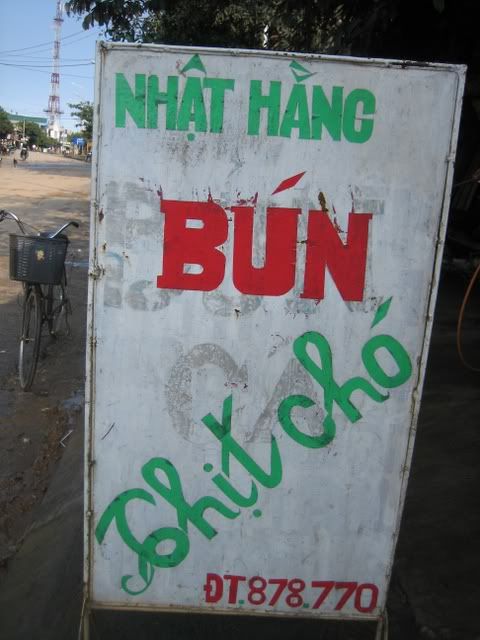 NHẬT HẰNG
BÚN
thịt chó
ĐT.878.770